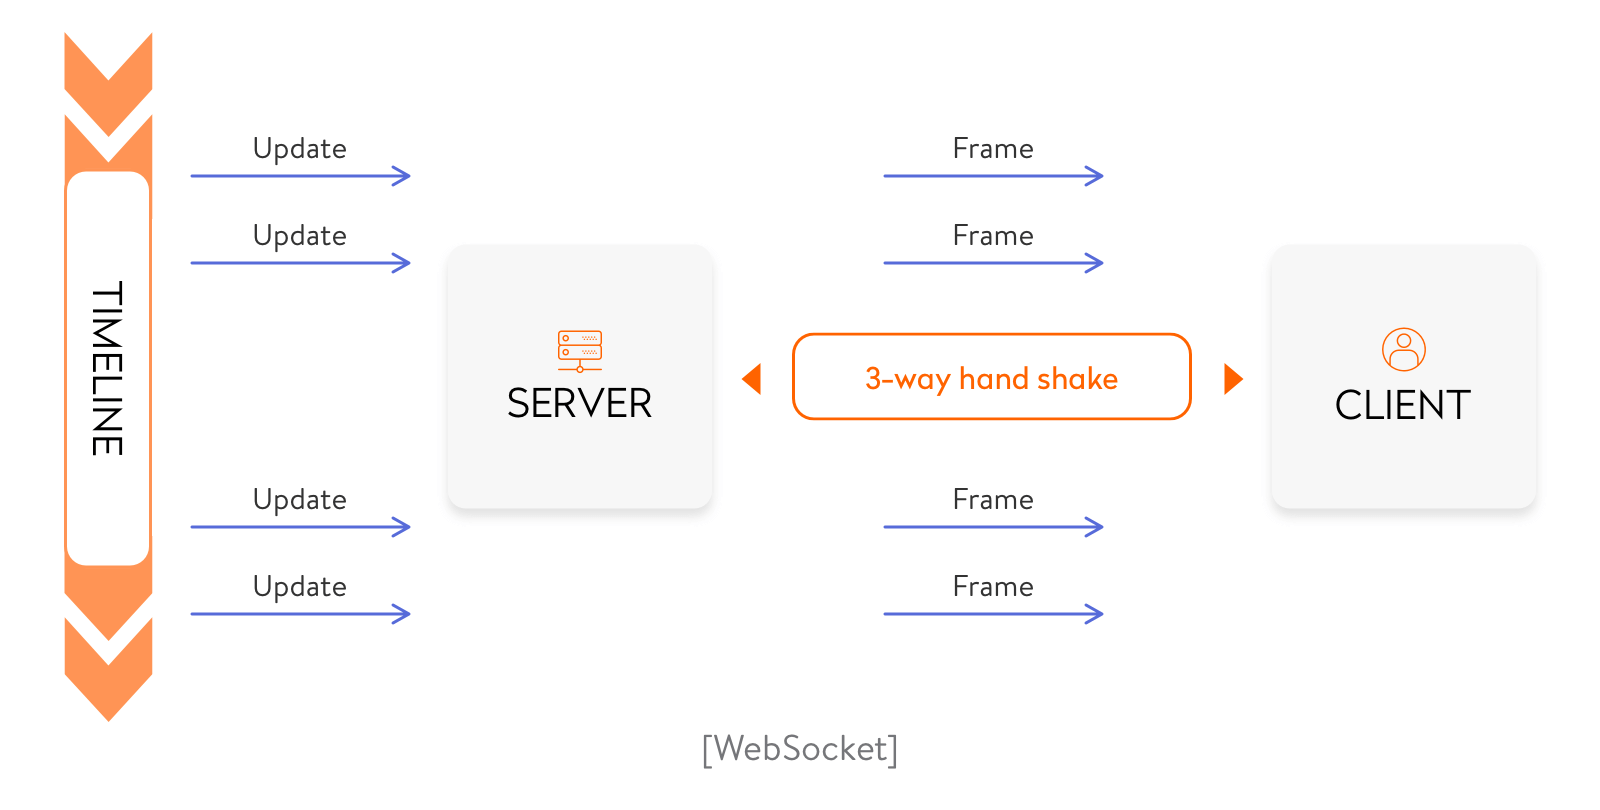 Update
Frame
Update
Frame
TIMELINE
SERVER
3-way hand shake
CLIENT
Update
Frame
Update
Frame
[WebSocket]